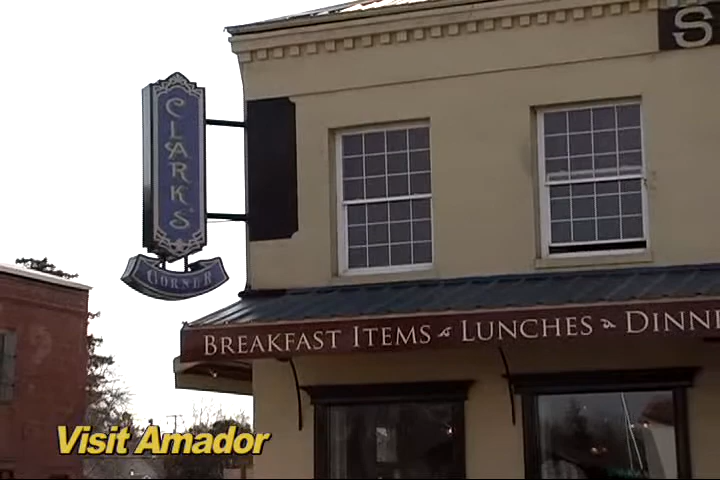 S
CLARK'S
CORNER
BREAKFAST ITEMS LUNCHES DINN
Visit Amador